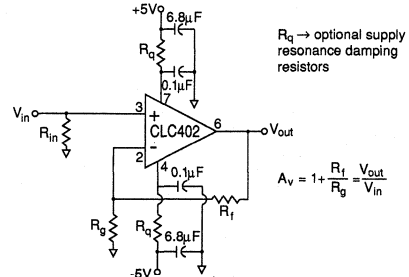 +5V
6.8µF
Rq
0.1µF
7
Rq → optional supply
resonance damping
resistors
Vin
3
+
CLC402
6
Vout
Rin
-
2
4
0.1µF
Av = 1+ Rf/Rg = Vout/Vin
Rf
Rg
Rq
6.8µF
-5V